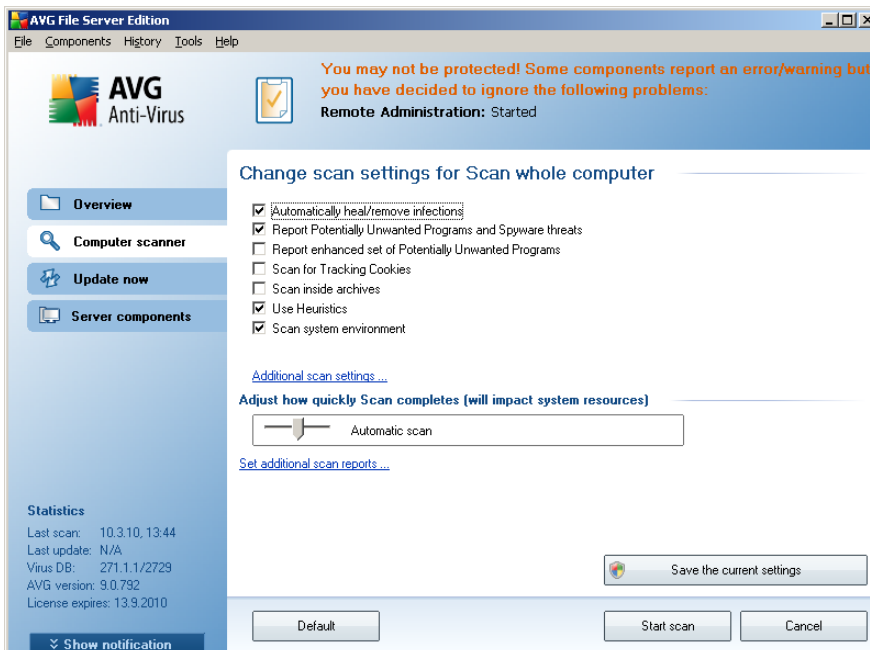 AVG File Server Edition
File Components History Tools Help
AVG
Anti-Virus
You may not be protected! Some components report an error/warning but
you have decided to ignore the following problems:
Remote Administration: Started
Overview
Computer scanner
Update now
Server components
Change scan settings for Scan whole computer
Automatically heal/remove infections
Report Potentially Unwanted Programs and Spyware threats
Report enhanced set of Potentially Unwanted Programs
Scan for Tracking Cookies
Scan inside archives
Use Heuristics
Scan system environment
Additional scan settings ...
Adjust how quickly Scan completes (will impact system resources)
Automatic scan
Set additional scan reports ...
Statistics
Last scan: 10.3.10, 13:44
Last update: N/A
Virus DB: 271.1.1/2729
AVG version: 9.0.792
License expires: 13.9.2010
Show notification
Save the current settings
Default
Start scan
Cancel